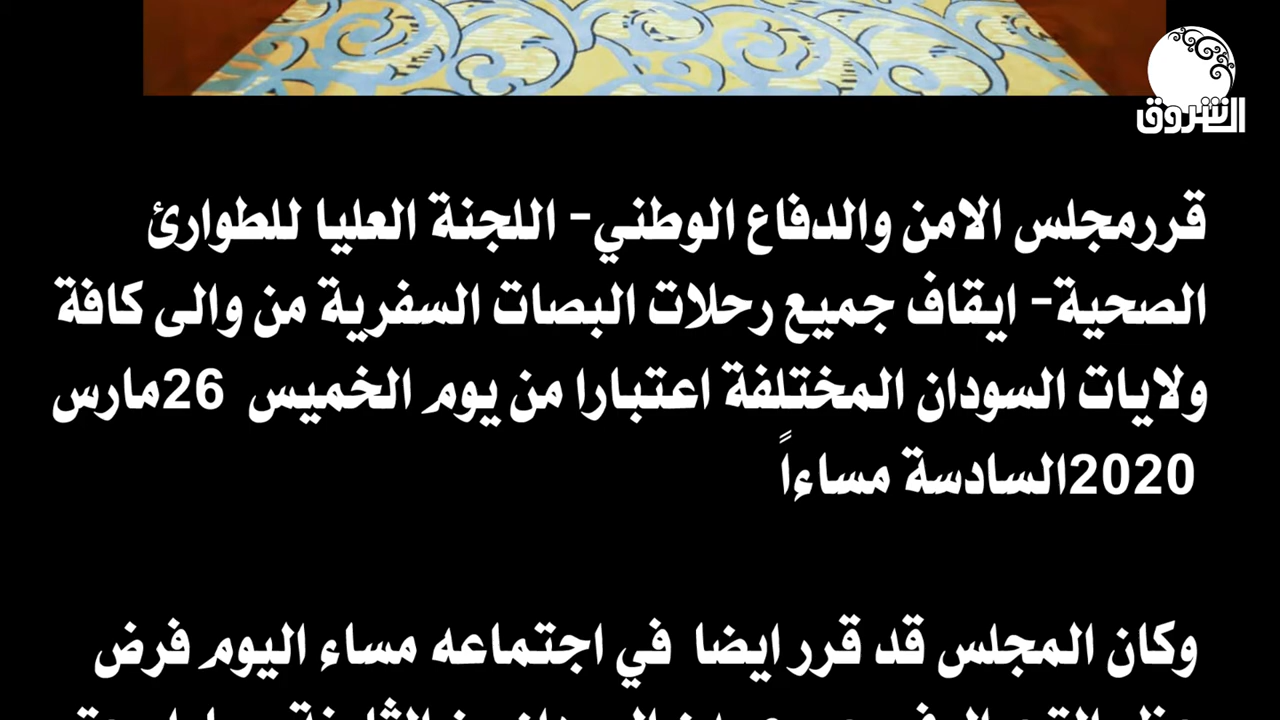 الشروق
قررمجلس الامن والدفاع الوطني- اللجنة العليا للطوارئ
الصحية- ايقاف جميع رحلات البصات السفرية من والى كافة
ولايات السودان المختلفة اعتبارا من يوم الخميس 26مارس
2020السادسة مساءاً
وكان المجلس قد قرر ايضا في اجتماعه مساء اليوم فرض